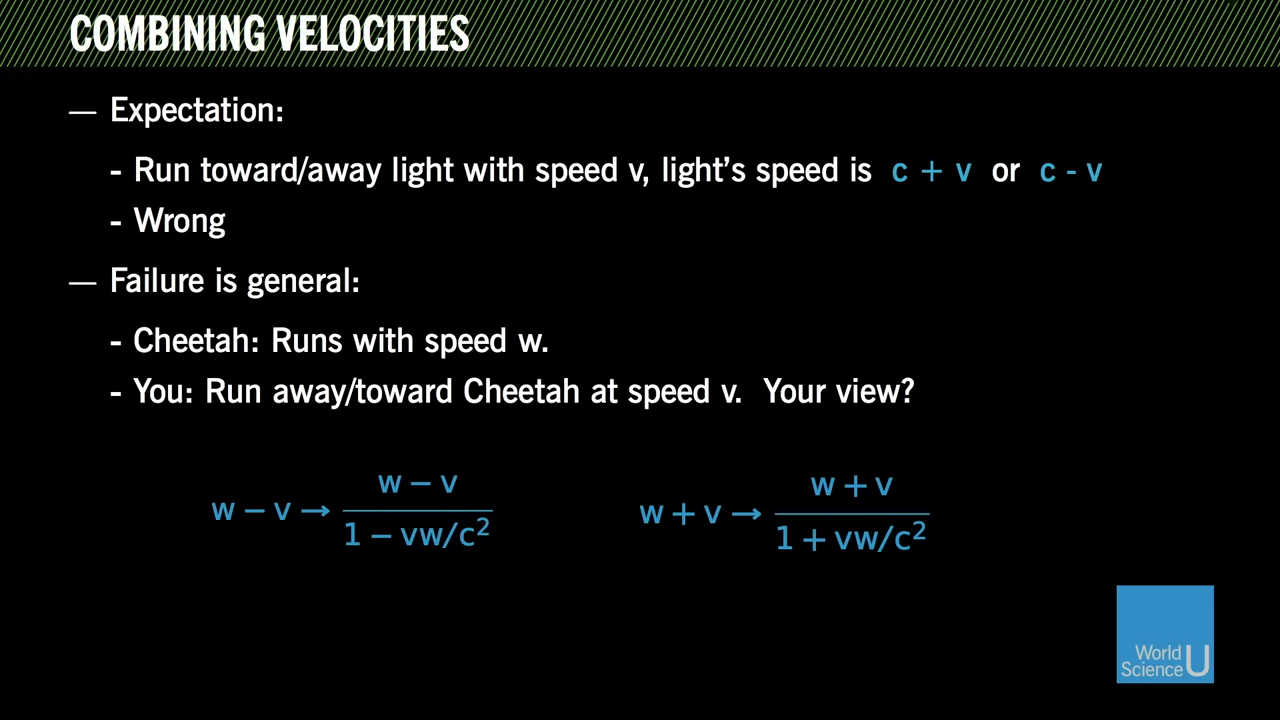 COMBINING VELOCITIES
— Expectation:
- Run toward/away light with speed v, light's speed is c + v or c - v
- Wrong
— Failure is general:
- Cheetah: Runs with speed w.
- You: Run away/toward Cheetah at speed v. Your view?
w − v → (w − v) / (1 − vw/c²)
w + v → (w + v) / (1 + vw/c²)
World
Science U